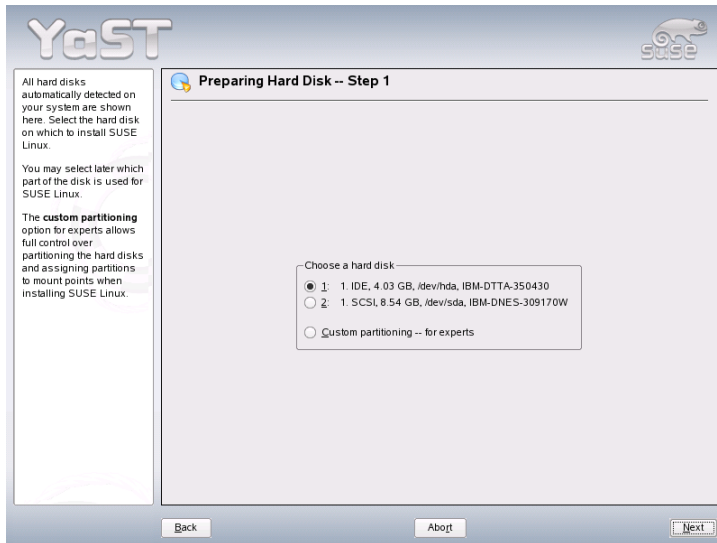 YaST
SUSE
All hard disks
automatically detected on
your system are shown
here. Select the hard disk
on which to install SUSE
Linux.
You may select later which
part of the disk is used for
SUSE Linux.
The custom partitioning
option for experts allows
full control over
partitioning the hard disks
and assigning partitions
to mount points when
installing SUSE Linux.
Preparing Hard Disk -- Step 1
Choose a hard disk
1: 1. IDE, 4.03 GB, /dev/hda, IBM-DTTA-350430
2: 1. SCSI, 8.54 GB, /dev/sda, IBM-DNES-309170W
Custom partitioning -- for experts
Back
Abort
Next